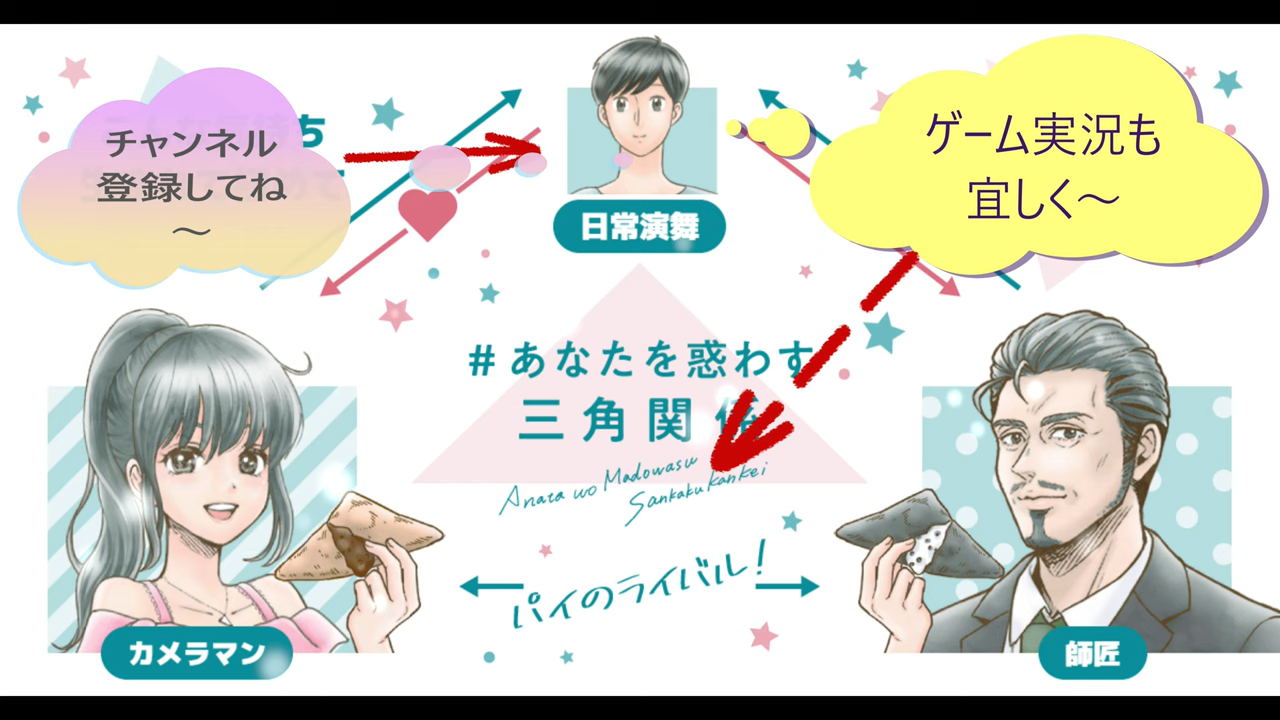 チャンネル
登録してね
～
ゲーム実況も
宜しく～
日常演舞
#あなたを惑わす
三角関係
Anata wo Madowasu
Sankaku kankei
パイのライバル！
カメラマン
師匠